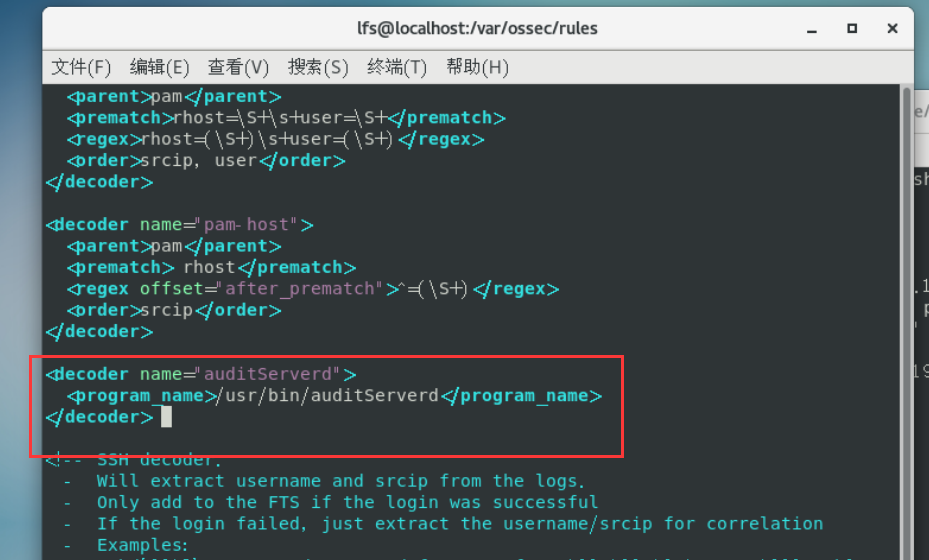 lfs@localhost:/var/ossec/rules
文件(F) 编辑(E) 查看(V) 搜索(S) 终端(T) 帮助(H)
<parent>pam</parent>
<prematch>rhost=\S+\s+user=\S+</prematch>
<regex>rhost=(\S+)\s+user=(\S+)</regex>
<order>srcip, user</order>
</decoder>
<decoder name="pam-host">
<parent>pam</parent>
<prematch> rhost</prematch>
<regex offset="after_prematch">^=(\S+)</regex>
<order>srcip</order>
</decoder>
<decoder name="auditServerd">
<program_name>/usr/bin/auditServerd</program_name>
</decoder>
<!-- SSH decoder.
- Will extract username and srcip from the logs.
- Only add to the FTS if the login was successful
- If the login failed, just extract the username/srcip for correlation
- Examples: